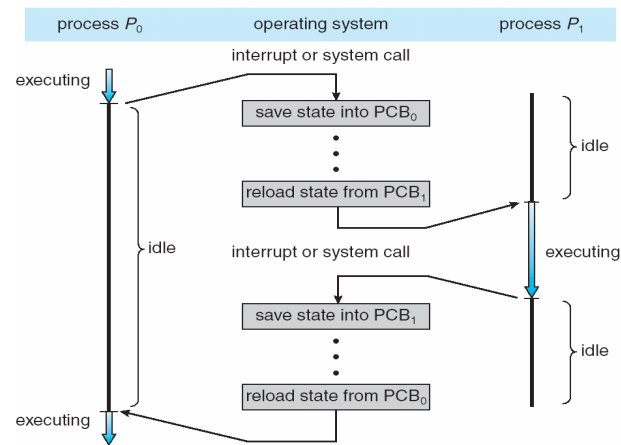 process P₀ operating system process P₁
interrupt or system call
executing
save state into PCB₀
idle
reload state from PCB₁
idle
interrupt or system call
executing
save state into PCB₁
idle
reload state from PCB₀
executing